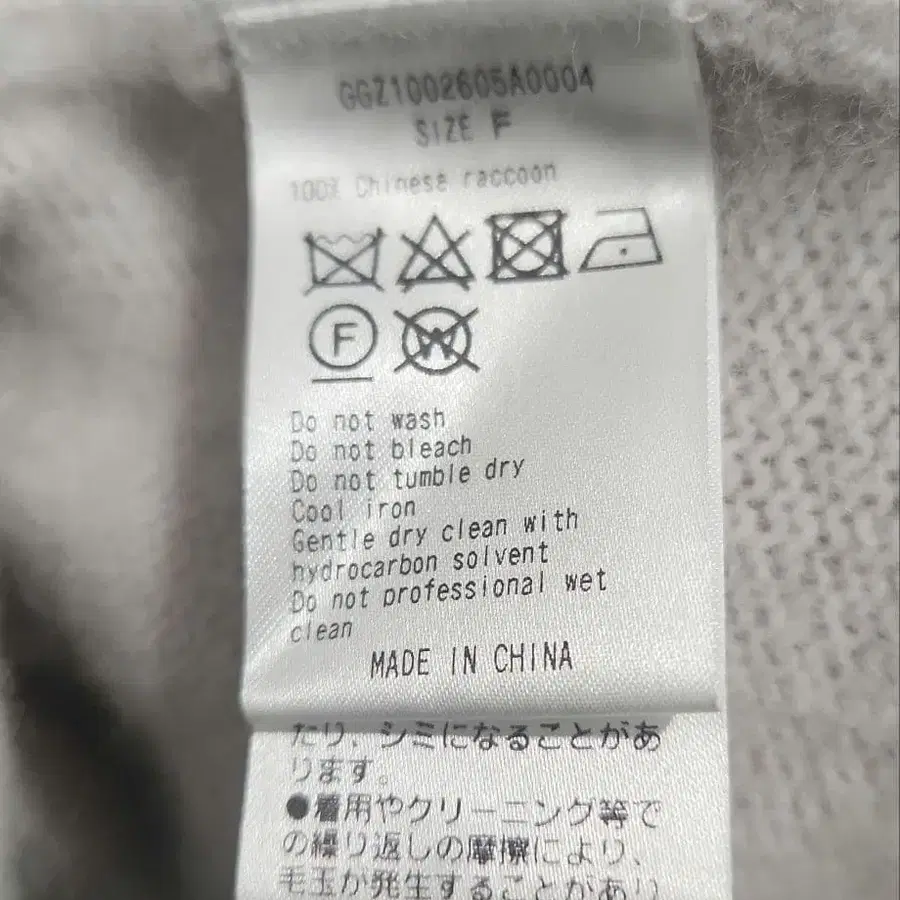 GGZ1002605A0004
SIZE F
100% Chinese raccoon
F
W
Do not wash
Do not bleach
Do not tumble dry
Cool iron
Gentle dry clean with
hydrocarbon solvent
Do not professional wet
clean
MADE IN CHINA
たり、シミになることがあ
ります。
●着用やクリーニング等で
の繰り返しの摩擦により、
毛玉が発生することがあり